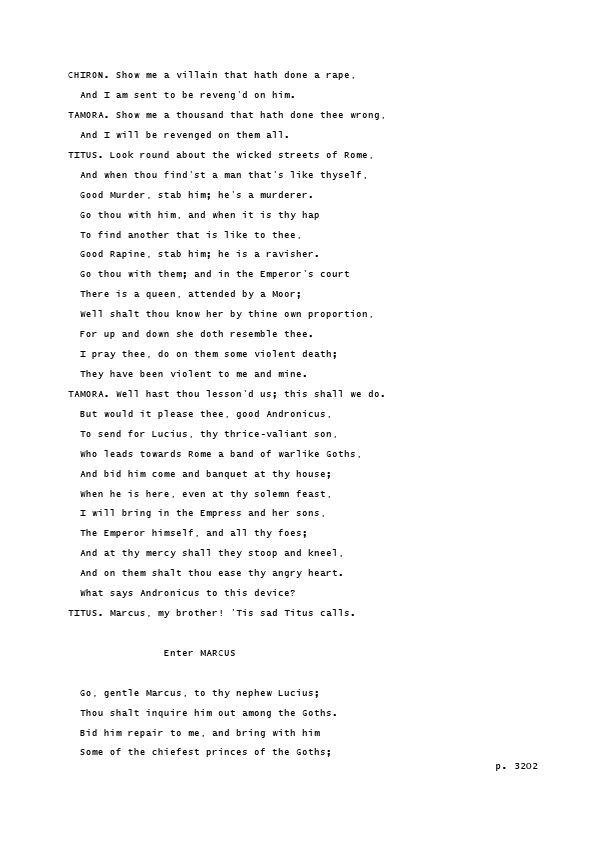 CHIRON. Show me a villain that hath done a rape,
And I am sent to be reveng'd on him.
TAMORA. Show me a thousand that hath done thee wrong,
And I will be revenged on them all.
TITUS. Look round about the wicked streets of Rome,
And when thou find'st a man that's like thyself,
Good Murder, stab him; he's a murderer.
Go thou with him, and when it is thy hap
To find another that is like to thee,
Good Rapine, stab him; he is a ravisher.
Go thou with them; and in the Emperor's court
There is a queen, attended by a Moor;
Well shalt thou know her by thine own proportion,
For up and down she doth resemble thee.
I pray thee, do on them some violent death;
They have been violent to me and mine.
TAMORA. Well hast thou lesson'd us; this shall we do.
But would it please thee, good Andronicus,
To send for Lucius, thy thrice-valiant son,
Who leads towards Rome a band of warlike Goths,
And bid him come and banquet at thy house;
When he is here, even at thy solemn feast,
I will bring in the Empress and her sons,
The Emperor himself, and all thy foes;
And at thy mercy shall they stoop and kneel,
And on them shalt thou ease thy angry heart.
What says Andronicus to this device?
TITUS. Marcus, my brother! 'Tis sad Titus calls.
Enter MARCUS
Go, gentle Marcus, to thy nephew Lucius;
Thou shalt inquire him out among the Goths.
Bid him repair to me, and bring with him
Some of the chiefest princes of the Goths;
p. 3202